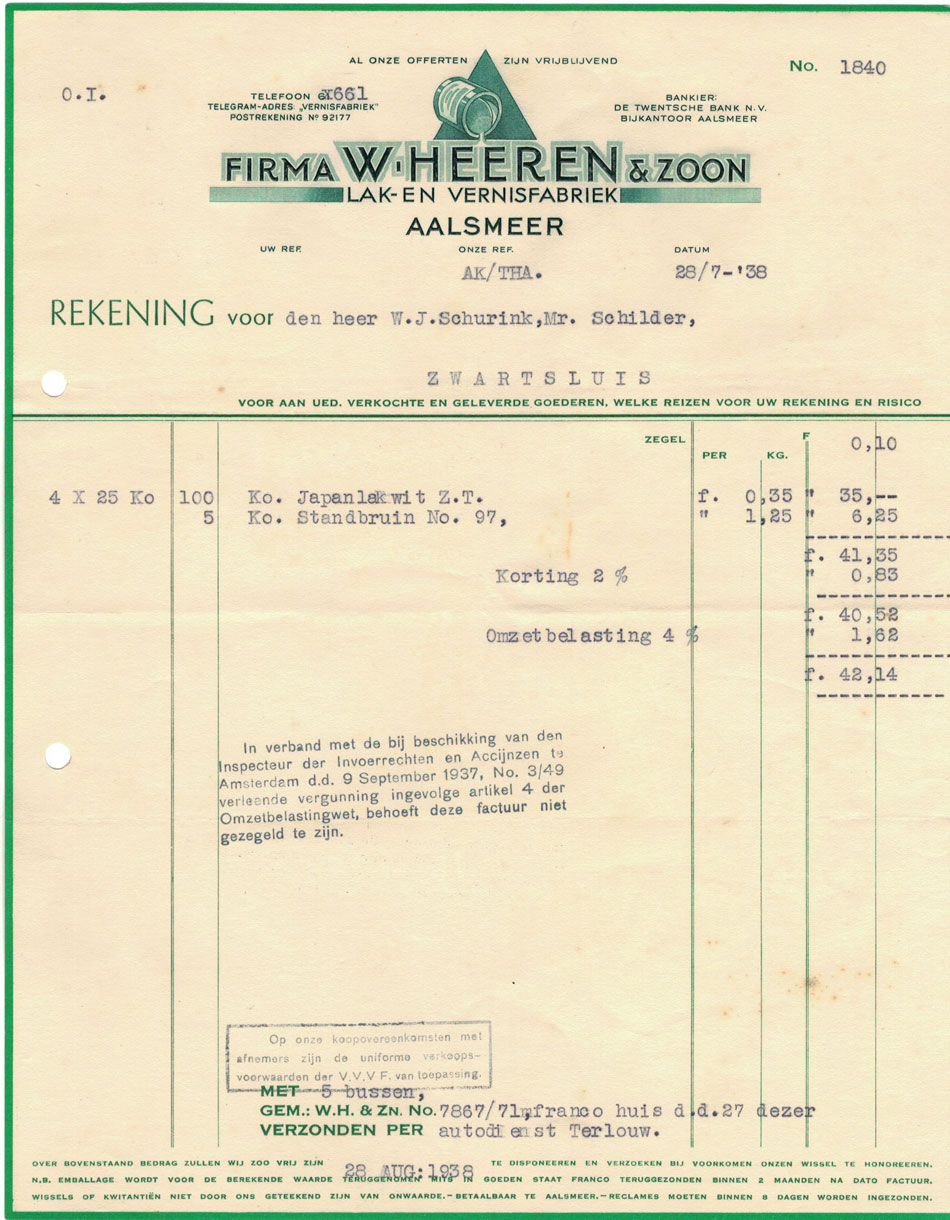 AL ONZE OFFERTEN ZIJN VRIJBLIJVEND
No. 1840
O.I.
TELEFOON 661
TELEGRAM-ADRES: „VERNISFABRIEK"
POSTREKENING No 92177
BANKIER:
DE TWENTSCHE BANK N.V.
BIJKANTOOR AALSMEER
FIRMA W. HEEREN & ZOON
LAK- EN VERNISFABRIEK
AALSMEER
UW REF. ONZE REF. DATUM
AK/THA. 28/7-'38
REKENING voor den heer W.J.Schurink,Mr. Schilder,
ZWARTSLUIS
VOOR AAN UED. VERKOCHTE EN GELEVERDE GOEDEREN, WELKE REIZEN VOOR UW REKENING EN RISICO
ZEGEL F 0,10
PER KG.
4 X 25 Ko 100 Ko. Japanlak wit Z.T. f. 0,35 " 35,--
5 Ko. Standbruin No. 97, " 1,25 " 6,25
f. 41,35
Korting 2 % " 0,83
f. 40,52
Omzetbelasting 4 % " 1,62
f. 42,14
In verband met de bij beschikking van den
Inspecteur der Invoerrechten en Accijnzen te
Amsterdam d.d. 9 September 1937, No. 3/49
verleende vergunning ingevolge artikel 4 der
Omzetbelastingwet, behoeft deze factuur niet
gezegeld te zijn.
Op onze koopovereenkomsten met
afnemers zijn de uniforme verkoops-
voorwaarden der V.V.V F. van toepassing.
MET 5 bussen,
GEM.: W.H. & ZN. No. 7867/71, franco huis d.d.27 dezer
VERZONDEN PER autodienst Terlouw.
OVER BOVENSTAAND BEDRAG ZULLEN WIJ ZOO VRIJ ZIJN 28 AUG. 1938 TE DISPONEEREN EN VERZOEKEN BIJ VOORKOMEN ONZEN WISSEL TE HONOREEREN.
N.B. EMBALLAGE WORDT VOOR DE BEREKENDE WAARDE TERUGGENOMEN MITS IN GOEDEN STAAT FRANCO TERUGGEZONDEN BINNEN 2 MAANDEN NA DATO FACTUUR.
WISSELS OF KWITANTIËN NIET DOOR ONS GETEEKEND ZIJN VAN ONWAARDE.–BETAALBAAR TE AALSMEER.–RECLAMES MOETEN BINNEN 8 DAGEN WORDEN INGEZONDEN.